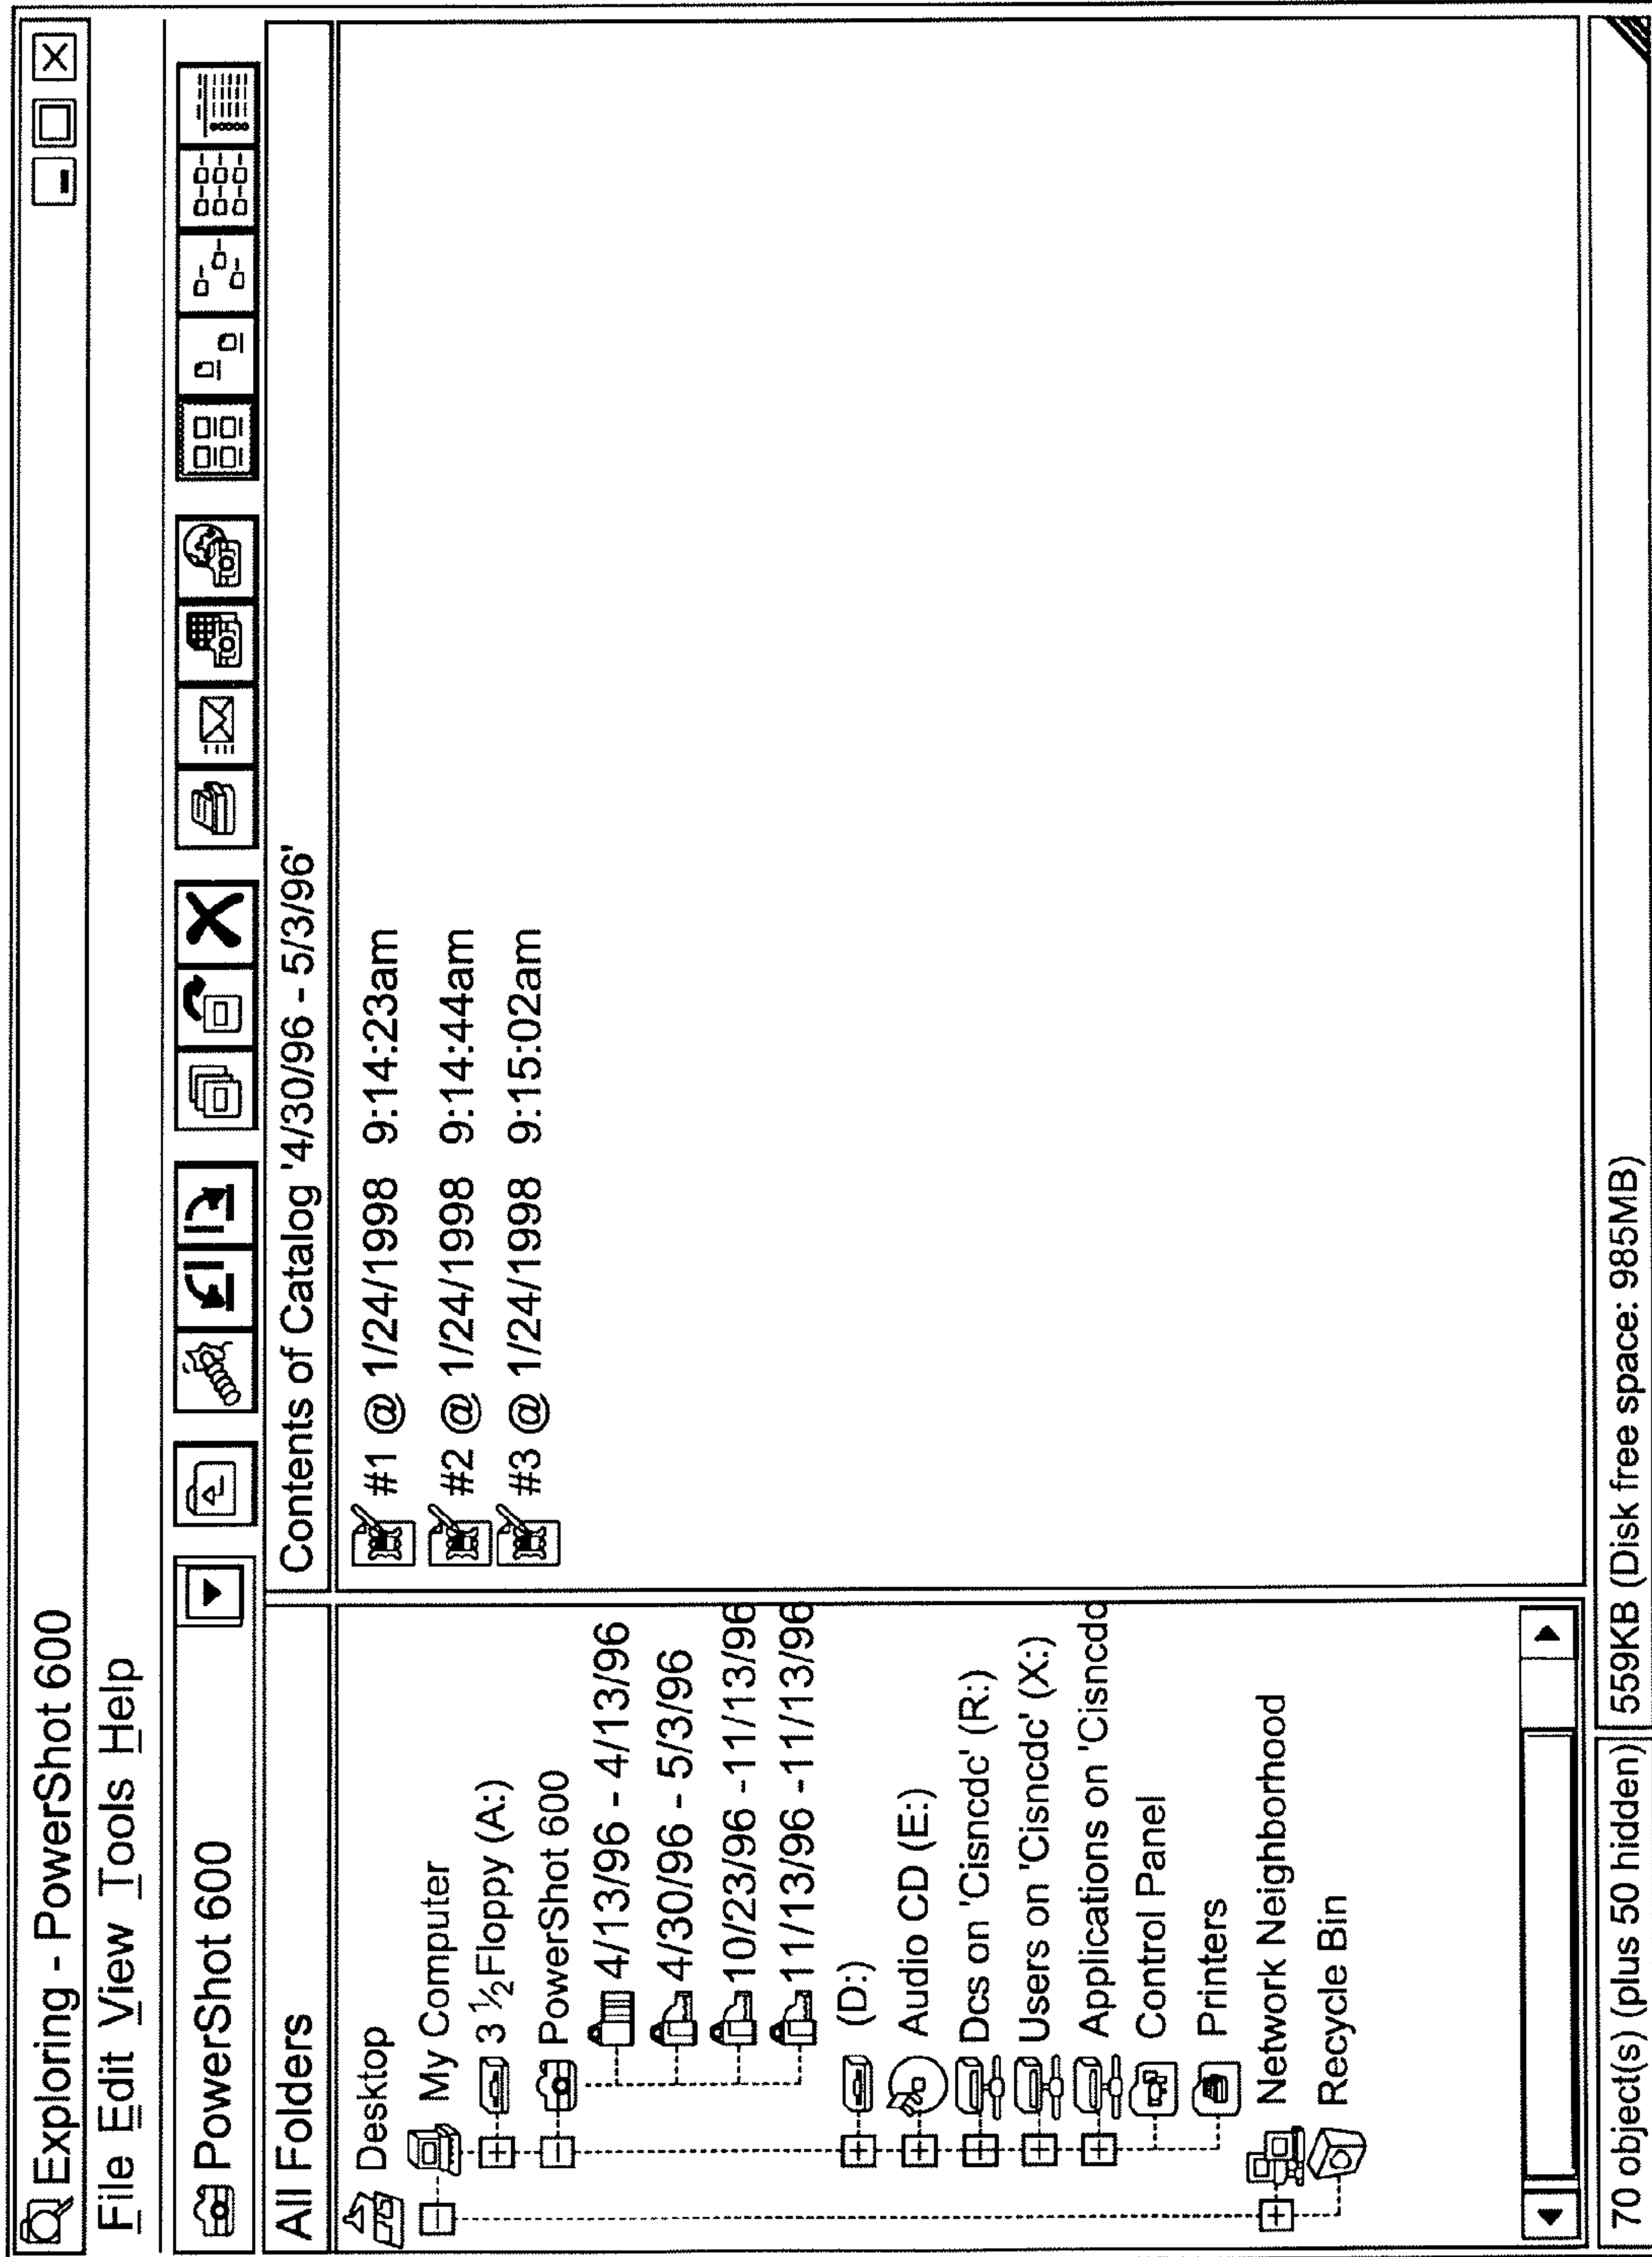 Exploring - PowerShot 600
File Edit View Tools Help
PowerShot 600
All Folders
Contents of Catalog '4/30/96 - 5/3/96'
Desktop
My Computer
3 ½ Floppy (A:)
PowerShot 600
4/13/96 - 4/13/96
4/30/96 - 5/3/96
10/23/96 -11/13/96
11/13/96 -11/13/96
(D:)
Audio CD (E:)
Dcs on 'Cisncdc' (R:)
Users on 'Cisncdc' (X:)
Applications on 'Cisncdc
Control Panel
Printers
Network Neighborhood
Recycle Bin
#1 @ 1/24/1998 9:14:23am
#2 @ 1/24/1998 9:14:44am
#3 @ 1/24/1998 9:15:02am
70 object(s) (plus 50 hidden)
559KB (Disk free space: 985MB)